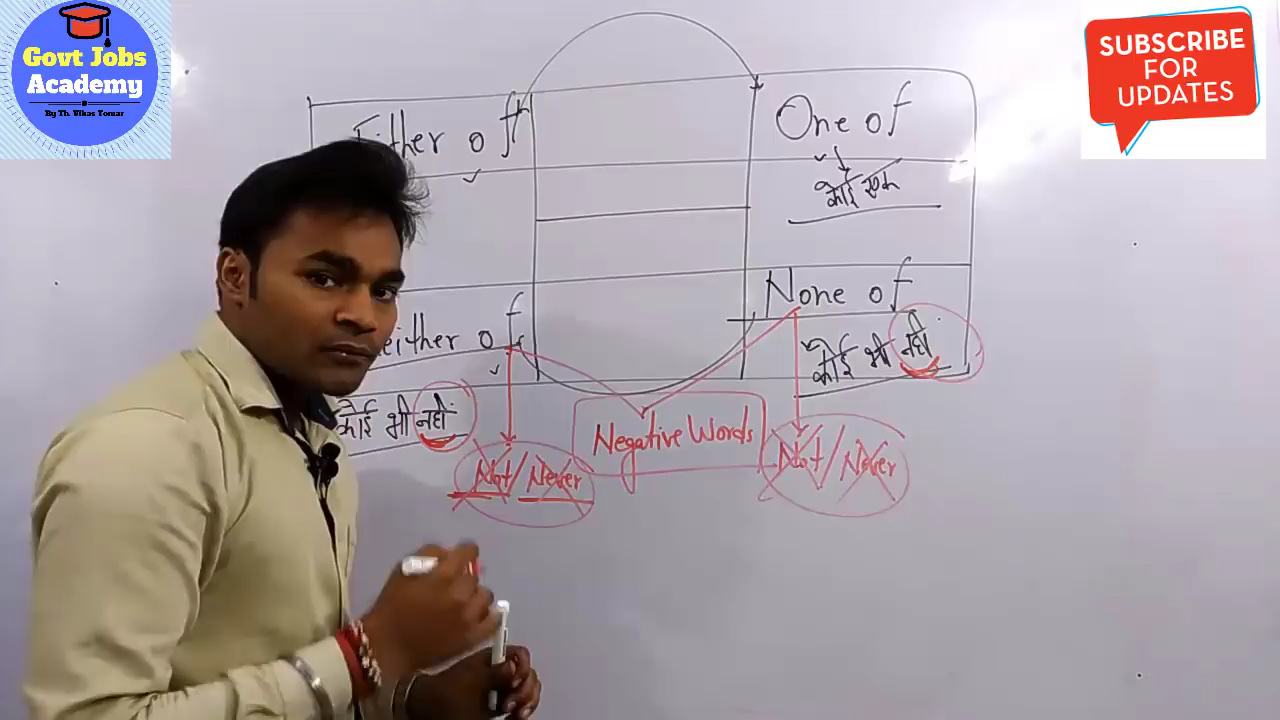 Govt Jobs
Academy
By Th. Vikas Tomar
SUBSCRIBE
FOR
UPDATES
Either of
One of
कोई एक
None of
कोई भी नहीं
either of
कोई भी नहीं
Negative Words
Not/Never
Not/Never